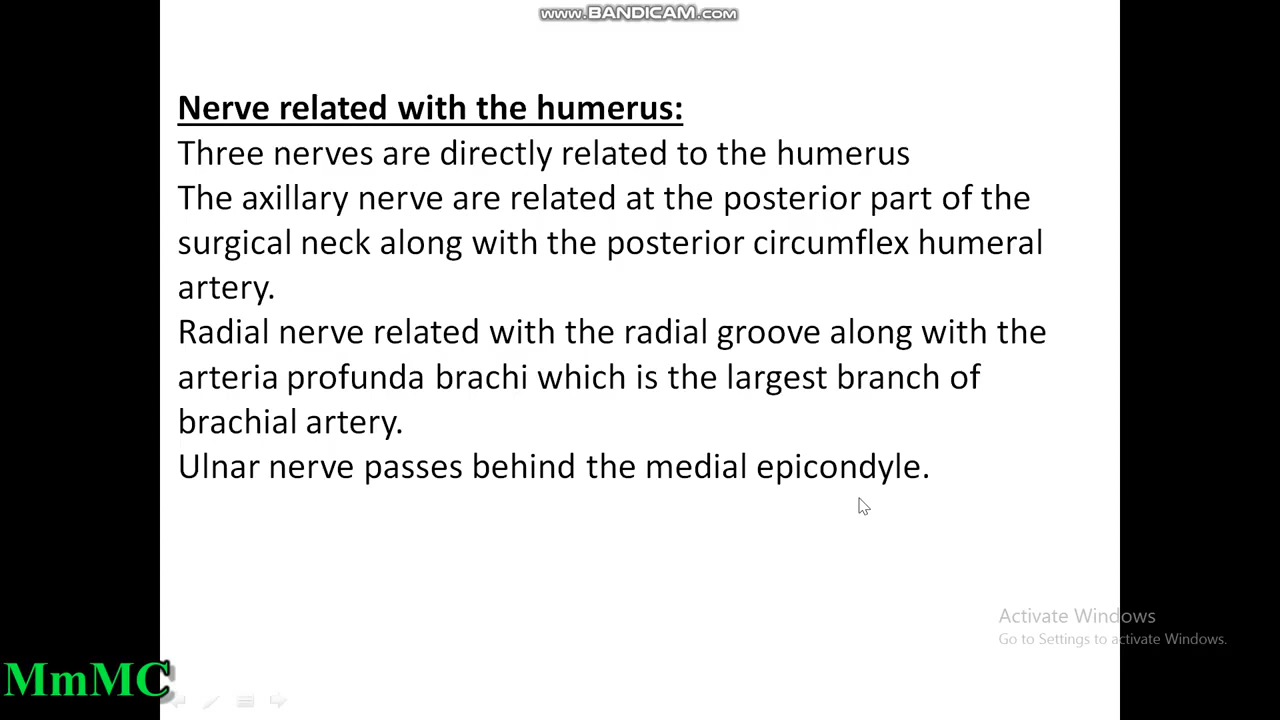 www.BANDICAM.com
Nerve related with the humerus:
Three nerves are directly related to the humerus
The axillary nerve are related at the posterior part of the
surgical neck along with the posterior circumflex humeral
artery.
Radial nerve related with the radial groove along with the
arteria profunda brachi which is the largest branch of
brachial artery.
Ulnar nerve passes behind the medial epicondyle.
Activate Windows
Go to Settings to activate Windows.
MmMC